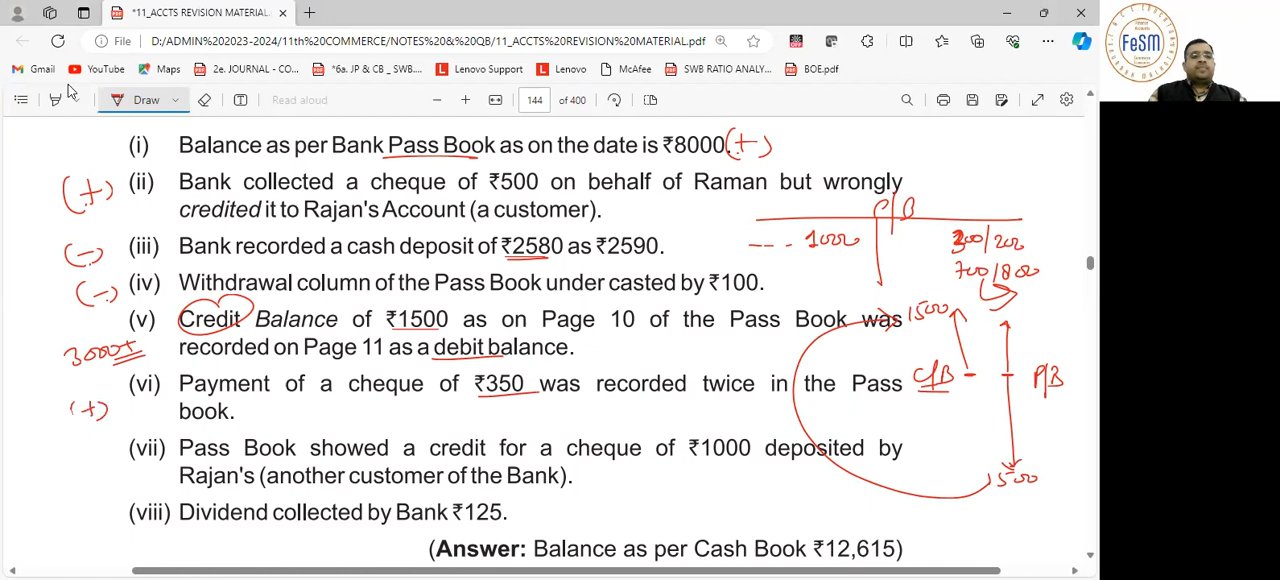 *11_ACCTS REVISION MATERIAL.
File D:/ADMIN%202023-2024/11th%20COMMERCE/NOTES%20&%20QB/11_ACCTS%20REVISION%20MATERIAL.pdf
Gmail YouTube Maps 2e. JOURNAL - CO... *6a. JP & CB _ SWB.... Lenovo Support Lenovo McAfee SWB RATIO ANALY... BOE.pdf
Draw Read aloud 144 of 400
FeSM
(i) Balance as per Bank Pass Book as on the date is ₹8000. (+)
(+) (ii) Bank collected a cheque of ₹500 on behalf of Raman but wrongly
credited it to Rajan's Account (a customer). C/B
(-) (iii) Bank recorded a cash deposit of ₹2580 as ₹2590. --- 1000 300/200
(-) (iv) Withdrawal column of the Pass Book under casted by ₹100. 700/800
(v) Credit Balance of ₹1500 as on Page 10 of the Pass Book was 1500
3000+ recorded on Page 11 as a debit balance.
(vi) Payment of a cheque of ₹350 was recorded twice in the Pass C/B P/B
(+) book.
(vii) Pass Book showed a credit for a cheque of ₹1000 deposited by
Rajan's (another customer of the Bank). 1500
(viii) Dividend collected by Bank ₹125.
(Answer: Balance as per Cash Book ₹12,615)